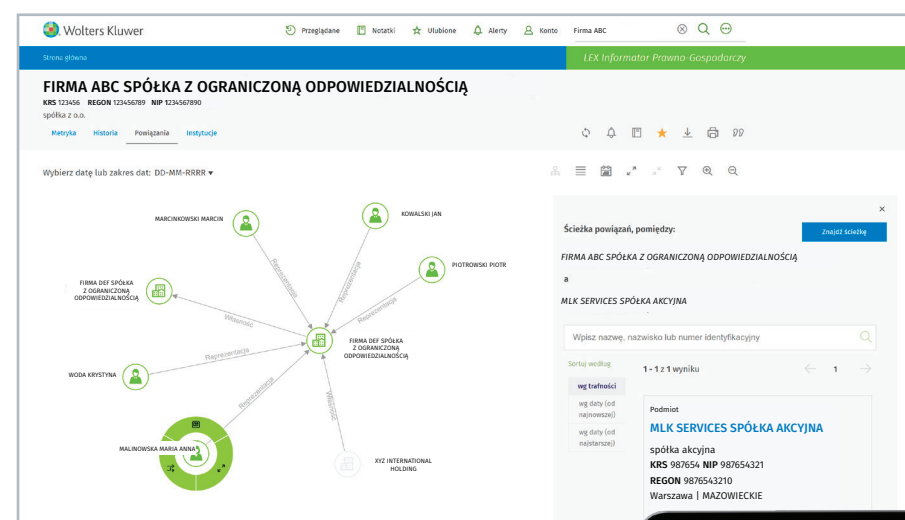 Wolters Kluwer
Przeglądane
Notatki
Ulubione
Alerty
Konto
Firma ABC
Strona główna
LEX Informator Prawno-Gospodarczy
FIRMA ABC SPÓŁKA Z OGRANICZONĄ ODPOWIEDZIALNOŚCIĄ
KRS 123456 REGON 123456789 NIP 1234567890
spółka z o.o.
Metryka
Historia
Powiązania
Instytucje
Wybierz datę lub zakres dat: DD-MM-RRRR
MARCINKOWSKI MARCIN
KOWALSKI JAN
PIOTROWSKI PIOTR
FIRMA DEF SPÓŁKA
Z OGRANICZONĄ
ODPOWIEDZIALNOŚCIĄ
Reprezentacja
Reprezentacja
Reprezentacja
Własność
FIRMA DEF SPÓŁKA
Z OGRANICZONĄ
ODPOWIEDZIALNOŚCIĄ
Reprezentacja
WODA KRYSTYNA
Reprezentacja
Własność
MALINOWSKA MARIA ANNA
XYZ INTERNATIONAL
HOLDING
Ścieżka powiązań, pomiędzy:
Znajdź ścieżkę
FIRMA ABC SPÓŁKA Z OGRANICZONĄ ODPOWIEDZIALNOŚCIĄ
a
MLK SERVICES SPÓŁKA AKCYJNA
Wpisz nazwę, nazwisko lub numer identyfikacyjny
Sortuj według
wg trafności
wg daty (od
najnowszej)
wg daty (od
najstarszej)
1 - 1 z 1 wyniku
1
Podmiot
MLK SERVICES SPÓŁKA AKCYJNA
spółka akcyjna
KRS 987654 NIP 987654321
REGON 9876543210
Warszawa | MAZOWIECKIE